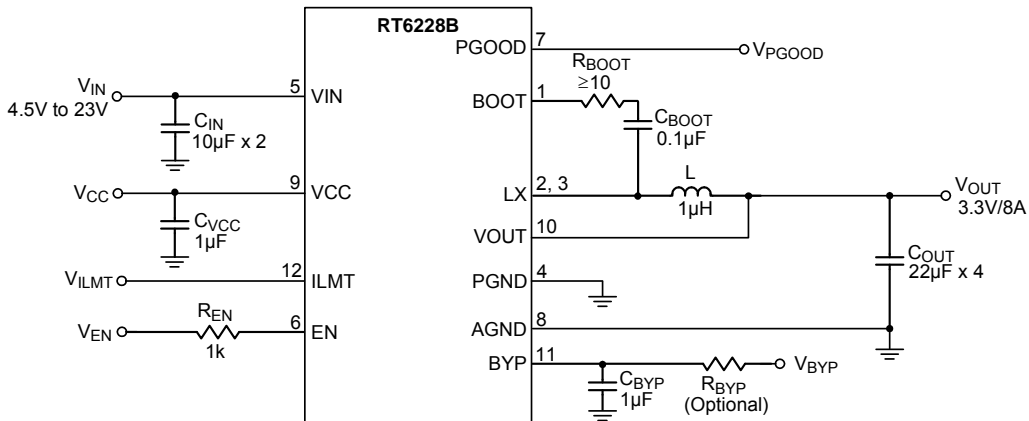 RT6228B
PGOOD
7
VPGOOD
RBOOT
≥10
BOOT
1
CBOOT
0.1µF
VIN
4.5V to 23V
5
VIN
CIN
10µF x 2
VCC
9
VCC
CVCC
1µF
LX
2, 3
L
1µH
VOUT
3.3V/8A
VOUT
10
COUT
22µF x 4
VILMT
12
ILMT
PGND
4
VEN
REN
1k
6
EN
AGND
8
BYP
11
CBYP
1µF
RBYP
(Optional)
VBYP